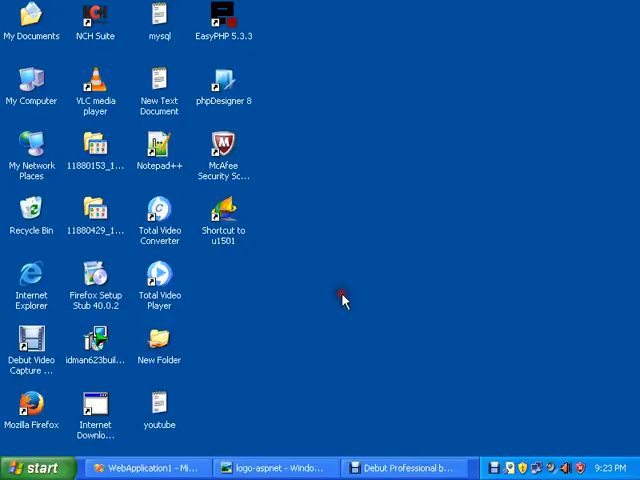 My Documents
NCH Suite
mysql
EasyPHP 5.3.3
My Computer
VLC media
player
New Text
Document
phpDesigner 8
My Network
Places
11880153_1...
Notepad++
McAfee
Security Sc...
Recycle Bin
11880429_1...
Total Video
Converter
Shortcut to
u1501
Internet
Explorer
Firefox Setup
Stub 40.0.2
Total Video
Player
Debut Video
Capture ...
idman623buil...
New Folder
Mozilla Firefox
Internet
Downlo...
youtube
start
WebApplication1 - Mi...
logo-aspnet - Windo...
Debut Professional b...
9:23 PM